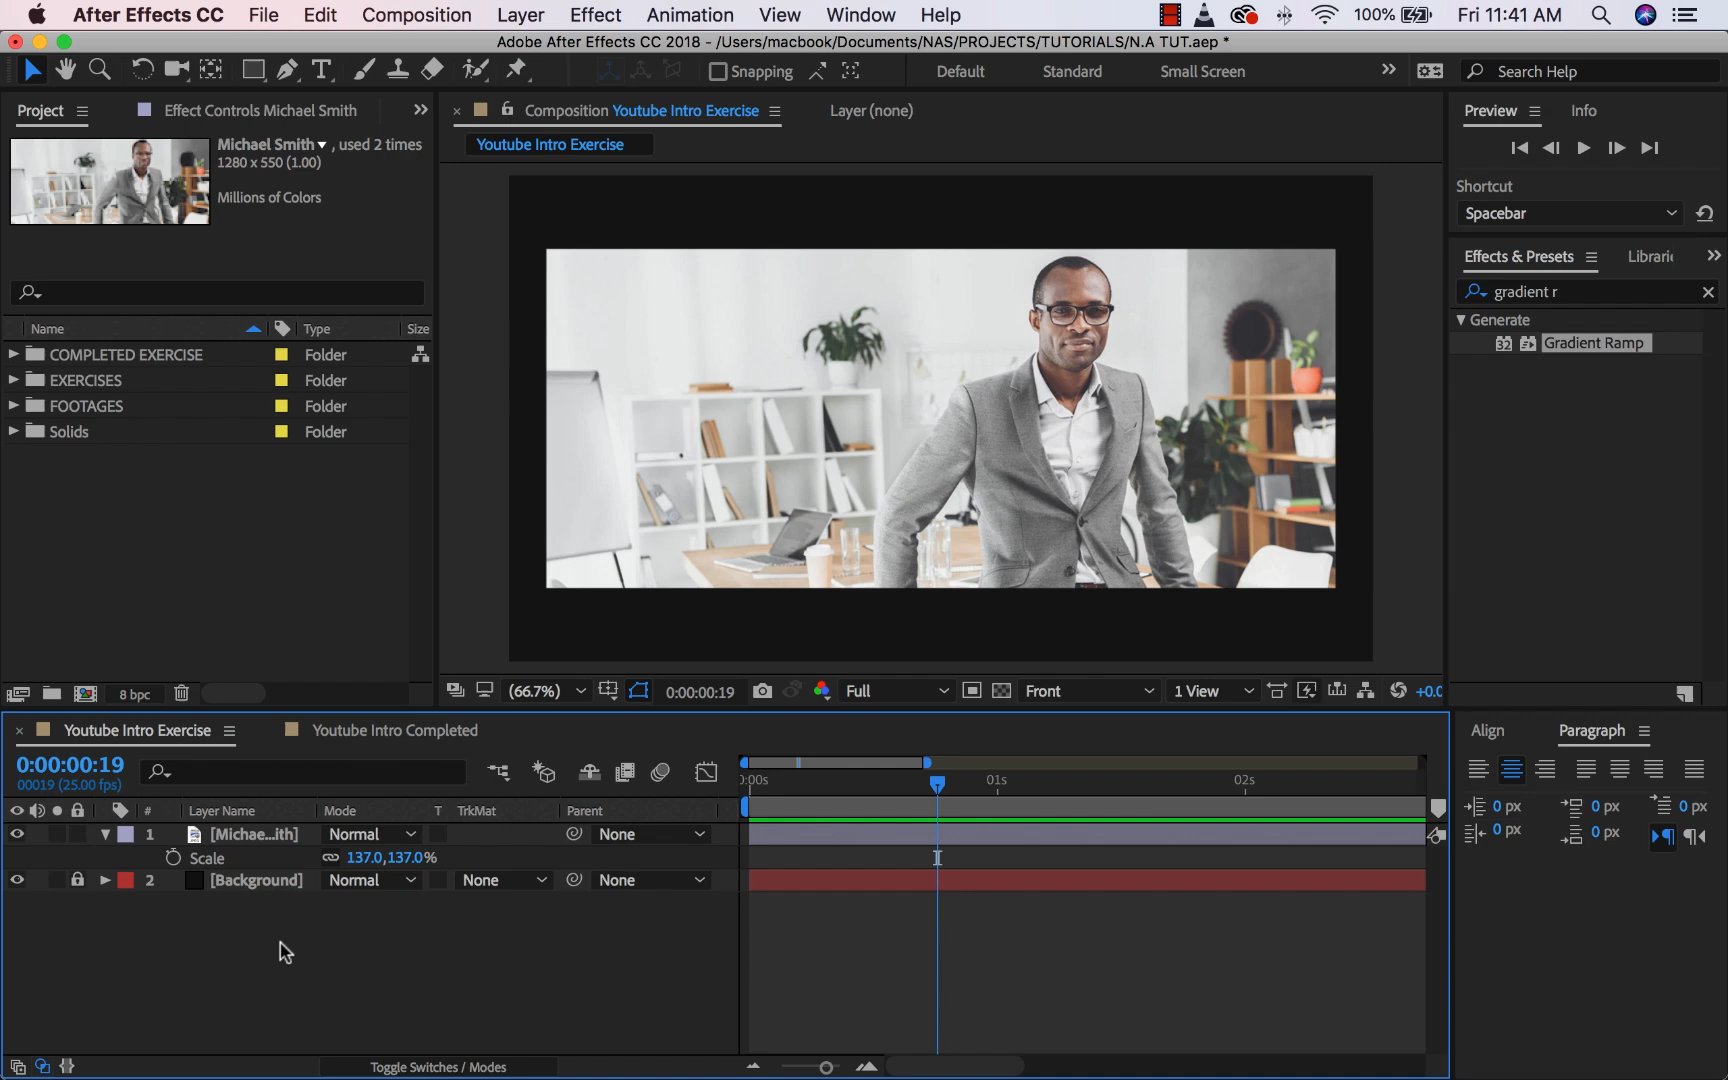 After Effects CC File Edit Composition Layer Effect Animation View Window Help 100% Fri 11:41 AM
Adobe After Effects CC 2018 - /Users/macbook/Documents/NAS/PROJECTS/TUTORIALS/N.A TUT.aep *
Snapping Default Standard Small Screen Search Help
Project Effect Controls Michael Smith
Composition Youtube Intro Exercise Layer (none)
Preview Info
Michael Smith , used 2 times
1280 x 550 (1.00)
Millions of Colors
Youtube Intro Exercise
Shortcut
Spacebar
Effects & Presets Librari
gradient r
Generate
32 Gradient Ramp
Name Type Size
COMPLETED EXERCISE Folder
EXERCISES Folder
FOOTAGES Folder
Solids Folder
8 bpc
(66.7%) 0:00:00:19 Full Front 1 View +0.0
Youtube Intro Exercise Youtube Intro Completed
Align Paragraph
0:00:00:19
00019 (25.00 fps)
):00s 01s 02s
# Layer Name Mode T TrkMat Parent
1 [Michae...ith] Normal None
Scale 137.0,137.0%
2 [Background] Normal None None
0 px 0 px 0 px
0 px 0 px
Toggle Switches / Modes